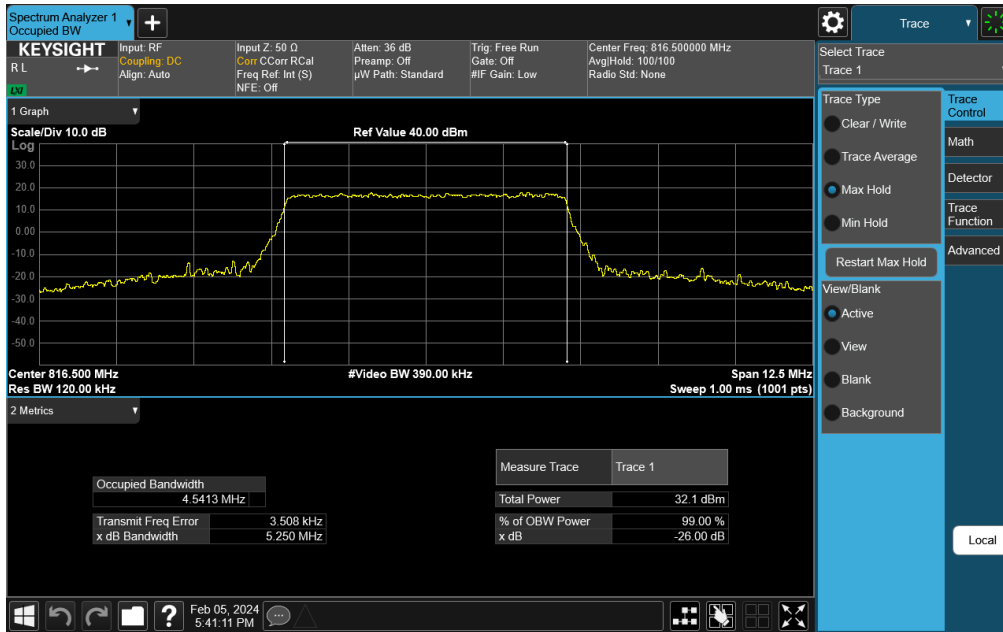 Spectrum Analyzer 1
Occupied BW
+
Trace
KEYSIGHT
R L
LXI
Input: RF
Coupling: DC
Align: Auto
Input Z: 50 Ω
Corr CCorr RCal
Freq Ref: Int (S)
NFE: Off
Atten: 36 dB
Preamp: Off
µW Path: Standard
Trig: Free Run
Gate: Off
#IF Gain: Low
Center Freq: 816.500000 MHz
Avg|Hold: 100/100
Radio Std: None
Select Trace
Trace 1
1 Graph
Scale/Div 10.0 dB
Ref Value 40.00 dBm
Log
30.0
20.0
10.0
0.00
-10.0
-20.0
-30.0
-40.0
-50.0
Center 816.500 MHz
#Video BW 390.00 kHz
Span 12.5 MHz
Res BW 120.00 kHz
Sweep 1.00 ms (1001 pts)
Trace Type
Clear / Write
Trace Average
Max Hold
Min Hold
Restart Max Hold
View/Blank
Active
View
Blank
Background
Trace
Control
Math
Detector
Trace
Function
Advanced
Local
2 Metrics
Occupied Bandwidth
4.5413 MHz
Transmit Freq Error 3.508 kHz
x dB Bandwidth 5.250 MHz
Measure Trace Trace 1
Total Power 32.1 dBm
% of OBW Power 99.00 %
x dB -26.00 dB
?
Feb 05, 2024
5:41:11 PM